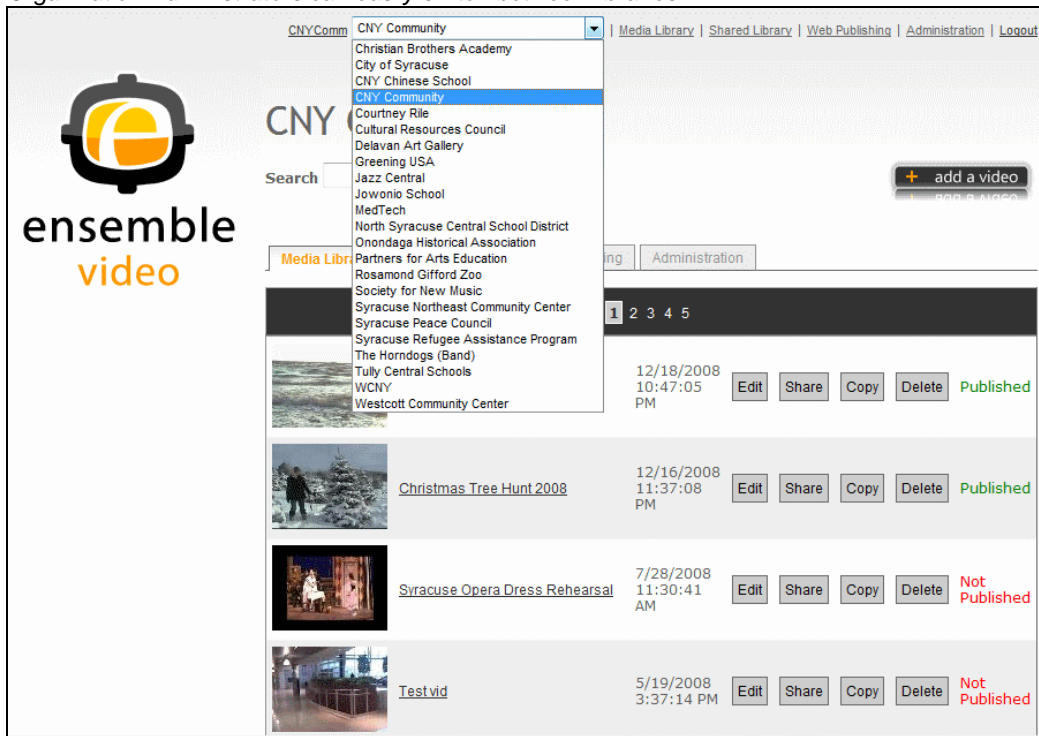 CNYComm CNY Community | Media Library | Shared Library | Web Publishing | Administration | Logout
Christian Brothers Academy
City of Syracuse
CNY Chinese School
CNY Community
Courtney Rile
Cultural Resources Council
Delavan Art Gallery
Greening USA
Jazz Central
Jowonio School
MedTech
North Syracuse Central School District
Onondaga Historical Association
Partners for Arts Education
Rosamond Gifford Zoo
Society for New Music
Syracuse Northeast Community Center
Syracuse Peace Council
Syracuse Refugee Assistance Program
The Horndogs (Band)
Tully Central Schools
WCNY
Westcott Community Center
e
ensemble
video
CNY
Search
+ add a video
Media Libr
ing
Administration
1 2 3 4 5
12/18/2008
10:47:05
PM
Edit Share Copy Delete Published
Christmas Tree Hunt 2008
12/16/2008
11:37:08
PM
Edit Share Copy Delete Published
Syracuse Opera Dress Rehearsal
7/28/2008
11:30:41
AM
Edit Share Copy Delete Not
Published
Test vid
5/19/2008
3:37:14 PM
Edit Share Copy Delete Not
Published